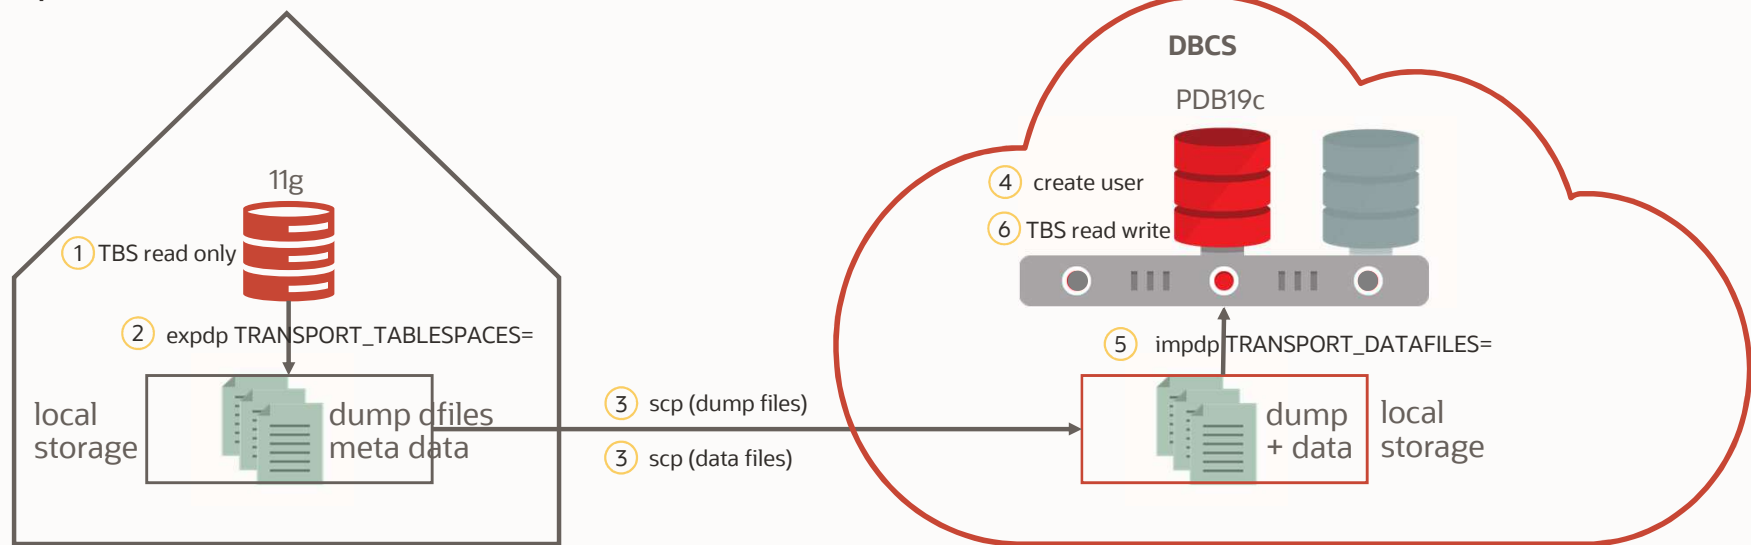 11g
1 TBS read only
2 expdp TRANSPORT_TABLESPACES=
local
storage
dump dfiles
meta data
3 scp (dump files)
3 scp (data files)
DBCS
PDB19c
4 create user
6 TBS read write
5 impdp TRANSPORT_DATAFILES=
dump
+ data
local
storage